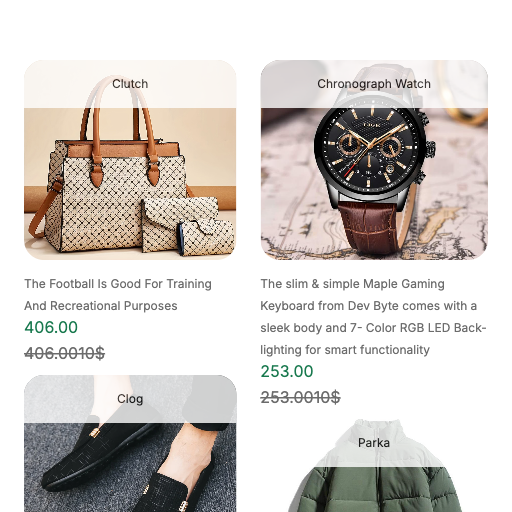 Clutch
The Football Is Good For Training
And Recreational Purposes
406.00
406.0010$
Chronograph Watch
The slim & simple Maple Gaming
Keyboard from Dev Byte comes with a
sleek body and 7- Color RGB LED Back-
lighting for smart functionality
253.00
253.0010$
Clog
Parka